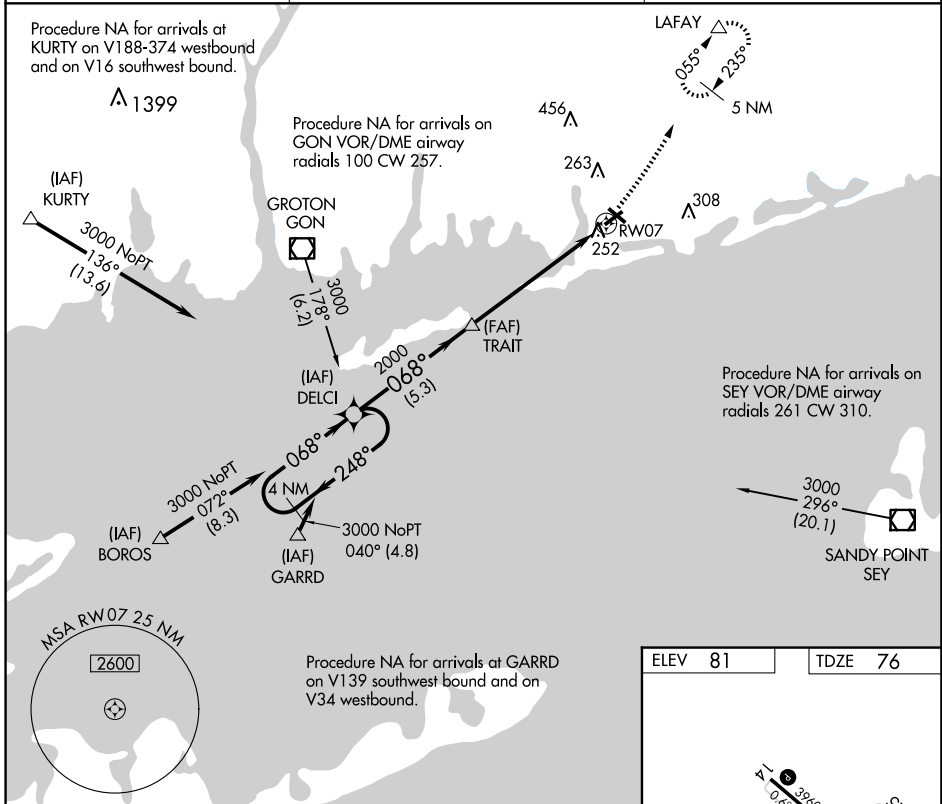 Procedure NA for arrivals at
KURTY on V188-374 westbound
and on V16 southwest bound.
1399
LAFAY
055°
235°
5 NM
456
Procedure NA for arrivals on
GON VOR/DME airway
radials 100 CW 257.
263
(IAF)
KURTY
3000 NoPT
136°
(13.6)
GROTON
GON
308
RW07
252
3000
178°
(6.2)
(FAF)
TRAIT
2000
068°
(5.3)
(IAF)
DELCI
Procedure NA for arrivals on
SEY VOR/DME airway
radials 261 CW 310.
068°
248°
3000 NoPT
072°
(8.3)
4 NM
3000 NoPT
040° (4.8)
(IAF)
BOROS
(IAF)
GARRD
3000
296°
(20.1)
SANDY POINT
SEY
MSA RW07 25 NM
2600
Procedure NA for arrivals at GARRD
on V139 southwest bound and on
V34 westbound.
ELEV 81
TDZE 76
14
P